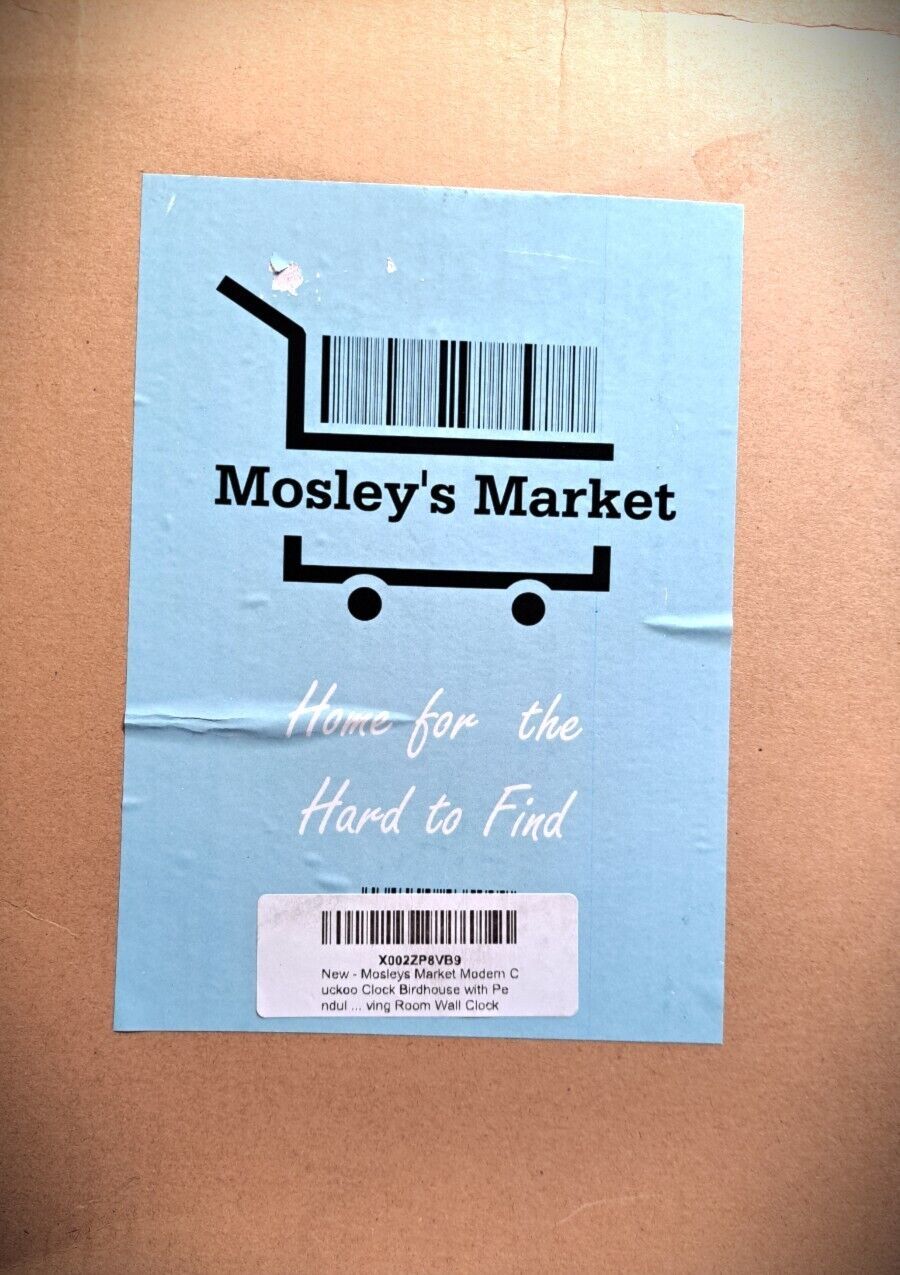 Mosley's Market
Home for the
Hard to Find
X002ZP8VB9
New - Mosleys Market Modern C
uckoo Clock Birdhouse with Pe
ndul ... ving Room Wall Clock